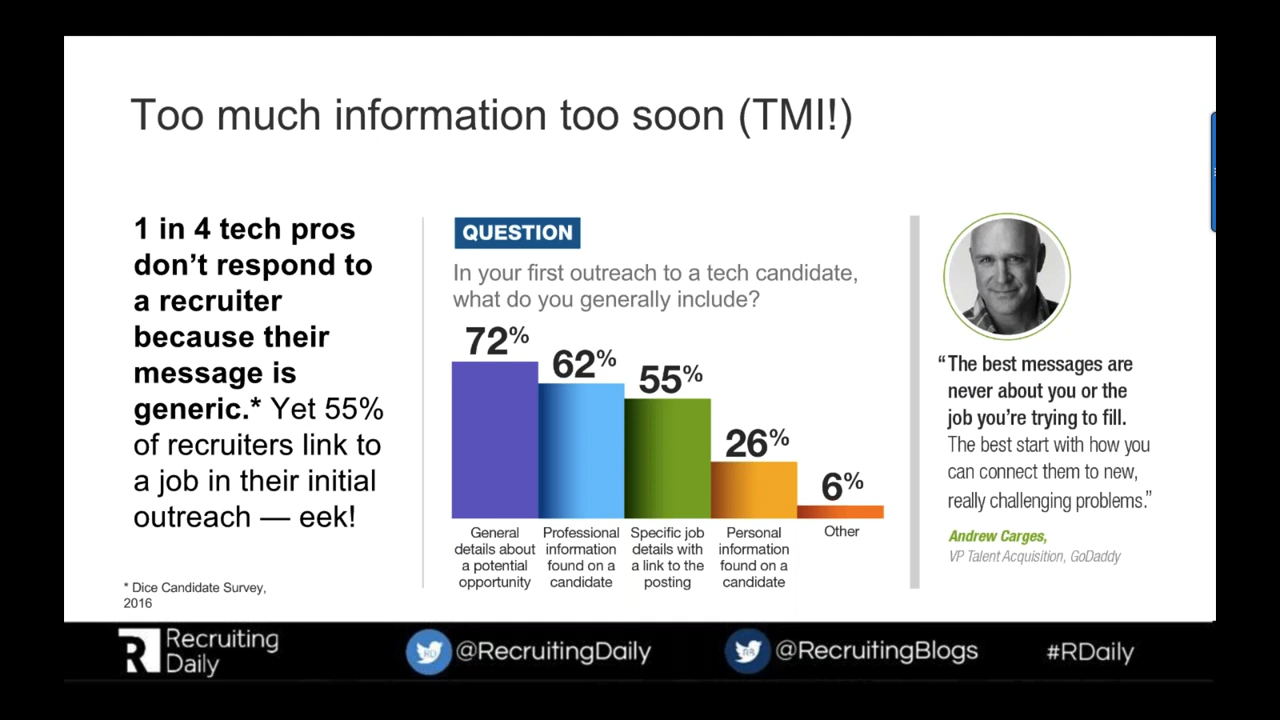 Too much information too soon (TMI!)
1 in 4 tech pros
don’t respond to
a recruiter
because their
message is
generic.* Yet 55%
of recruiters link to
a job in their initial
outreach — eek!
* Dice Candidate Survey,
2016
QUESTION
In your first outreach to a tech candidate,
what do you generally include?
72%
62%
55%
26%
6%
General
details about
a potential
opportunity
Professional
information
found on a
candidate
Specific job
details with
a link to the
posting
Personal
information
found on a
candidate
Other
“The best messages are
never about you or the
job you’re trying to fill.
The best start with how you
can connect them to new,
really challenging problems.”
Andrew Carges,
VP Talent Acquisition, GoDaddy
R Recruiting
Daily
RD @RecruitingDaily
RB @RecruitingBlogs
#RDaily